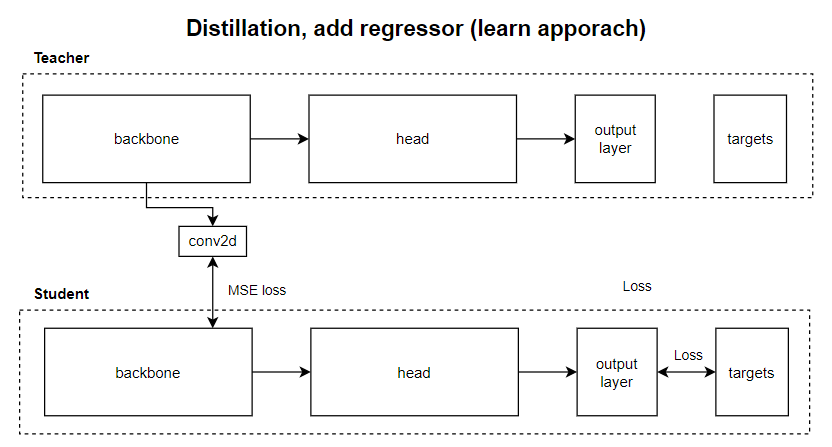 Distillation, add regressor (learn apporach)
Teacher
backbone
head
output
layer
targets
conv2d
MSE loss
Loss
Student
backbone
head
output
layer
Loss
targets